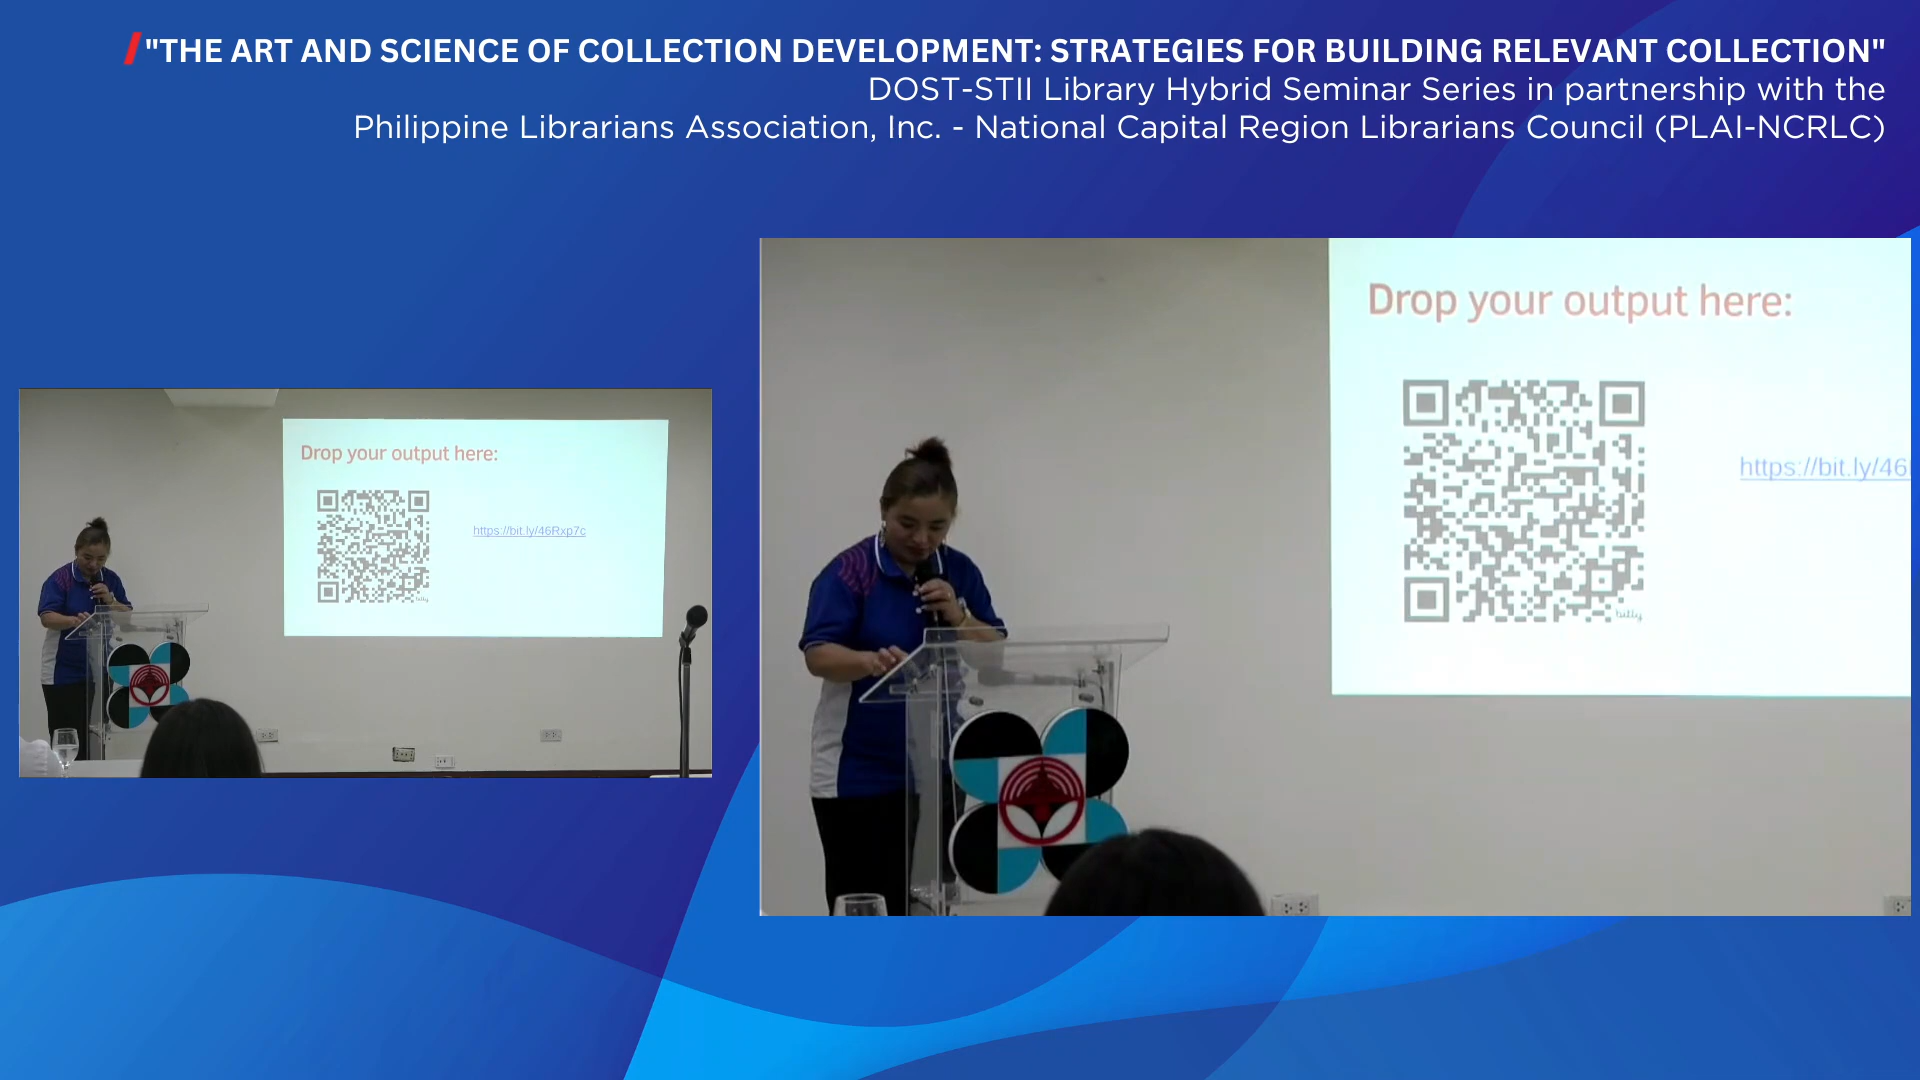 "THE ART AND SCIENCE OF COLLECTION DEVELOPMENT: STRATEGIES FOR BUILDING RELEVANT COLLECTION"
DOST-STII Library Hybrid Seminar Series in partnership with the
Philippine Librarians Association, Inc. - National Capital Region Librarians Council (PLAI-NCRLC)
Drop your output here:
https://bit.ly/46Rxp7c
bitly
Drop your output here:
https://bit.ly/46
bitly